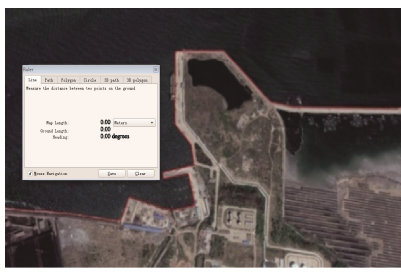 Ruler
Line Path Polygon Circle 3D path 3D polygon
Measure the distance between two points on the ground
Map Length: 0.00 Meters
Ground Length: 0.00
Heading: 0.00 degrees
Mouse Navigation Save Clear